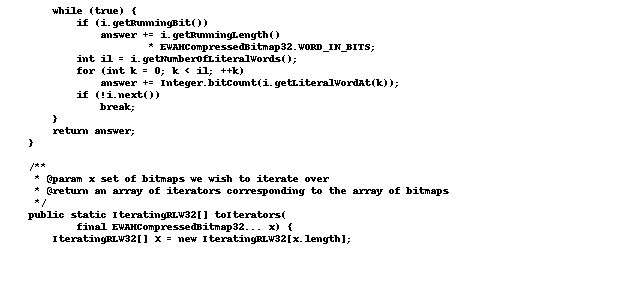 while (true) {
if (i.getRunningBit())
answer += i.getRunningLength()
* EWAHCompressedBitmap32.WORD_IN_BITS;
int il = i.getNumberOfLiteralWords();
for (int k = 0; k < il; ++k)
answer += Integer.bitCount(i.getLiteralWordAt(k));
if (!i.next())
break;
}
return answer;
}
/**
* @param x set of bitmaps we wish to iterate over
* @return an array of iterators corresponding to the array of bitmaps
*/
public static IteratingRLW32[] toIterators(
final EWAHCompressedBitmap32... x) {
IteratingRLW32[] X = new IteratingRLW32[x.length];